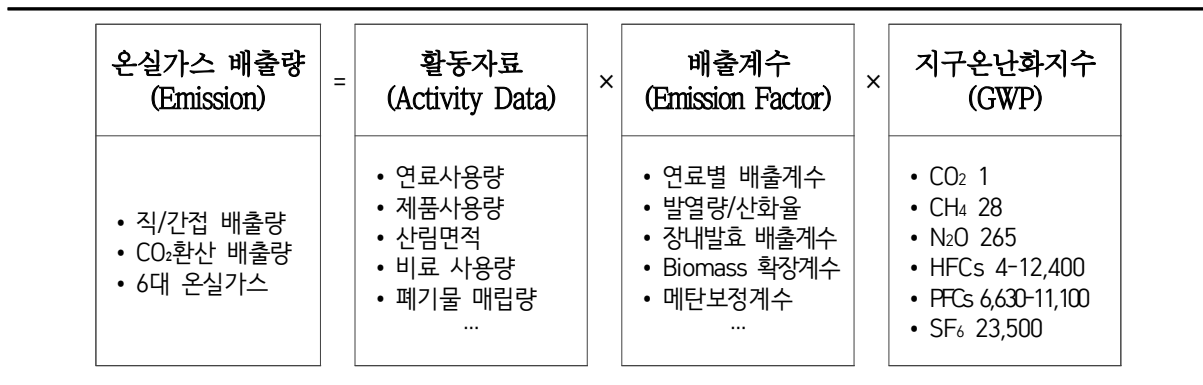 온실가스 배출량
(Emission)
=
활동자료
(Activity Data)
×
배출계수
(Emission Factor)
×
지구온난화지수
(GWP)
• 직/간접 배출량
• CO₂환산 배출량
• 6대 온실가스
• 연료사용량
• 제품사용량
• 산림면적
• 비료 사용량
• 폐기물 매립량
...
• 연료별 배출계수
• 발열량/산화율
• 장내발효 배출계수
• Biomass 확장계수
• 메탄보정계수
...
• CO₂ 1
• CH₄ 28
• N₂O 265
• HFCs 4-12,400
• PFCs 6,630-11,100
• SF₆ 23,500